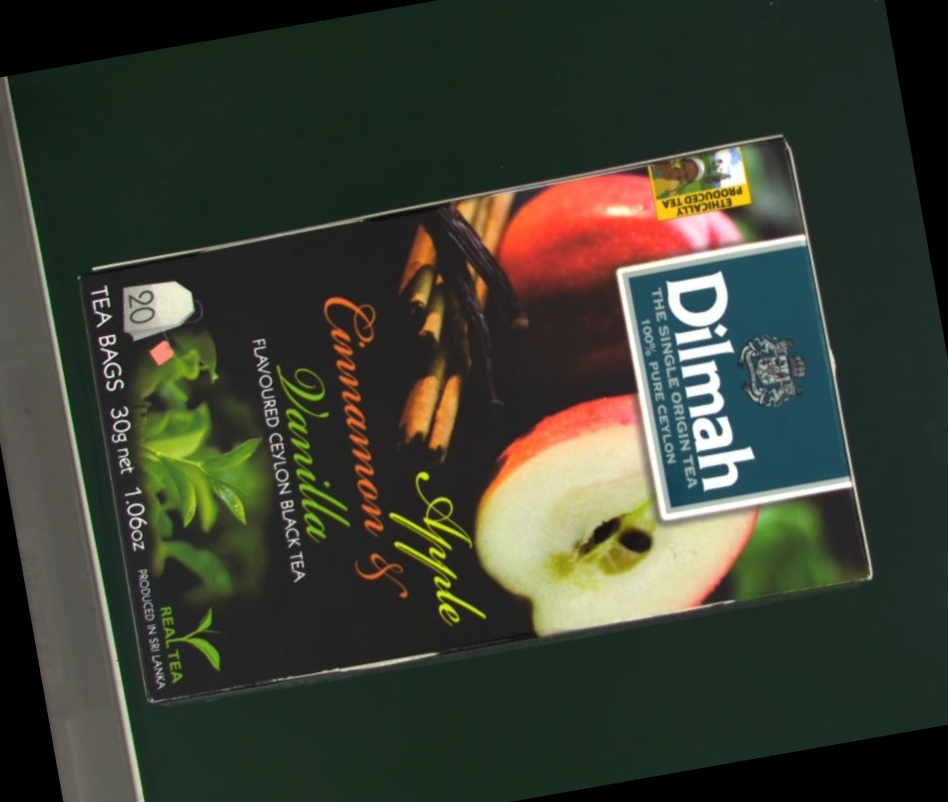 ETHICALLY
PRODUCED TEA
Dilmah
THE SINGLE ORIGIN TEA
100% PURE CEYLON
Apple
Cinnamon &
Vanilla
FLAVOURED CEYLON BLACK TEA
20
TEA BAGS 30g net 1.06oz
REAL TEA
PRODUCED IN SRI LANKA